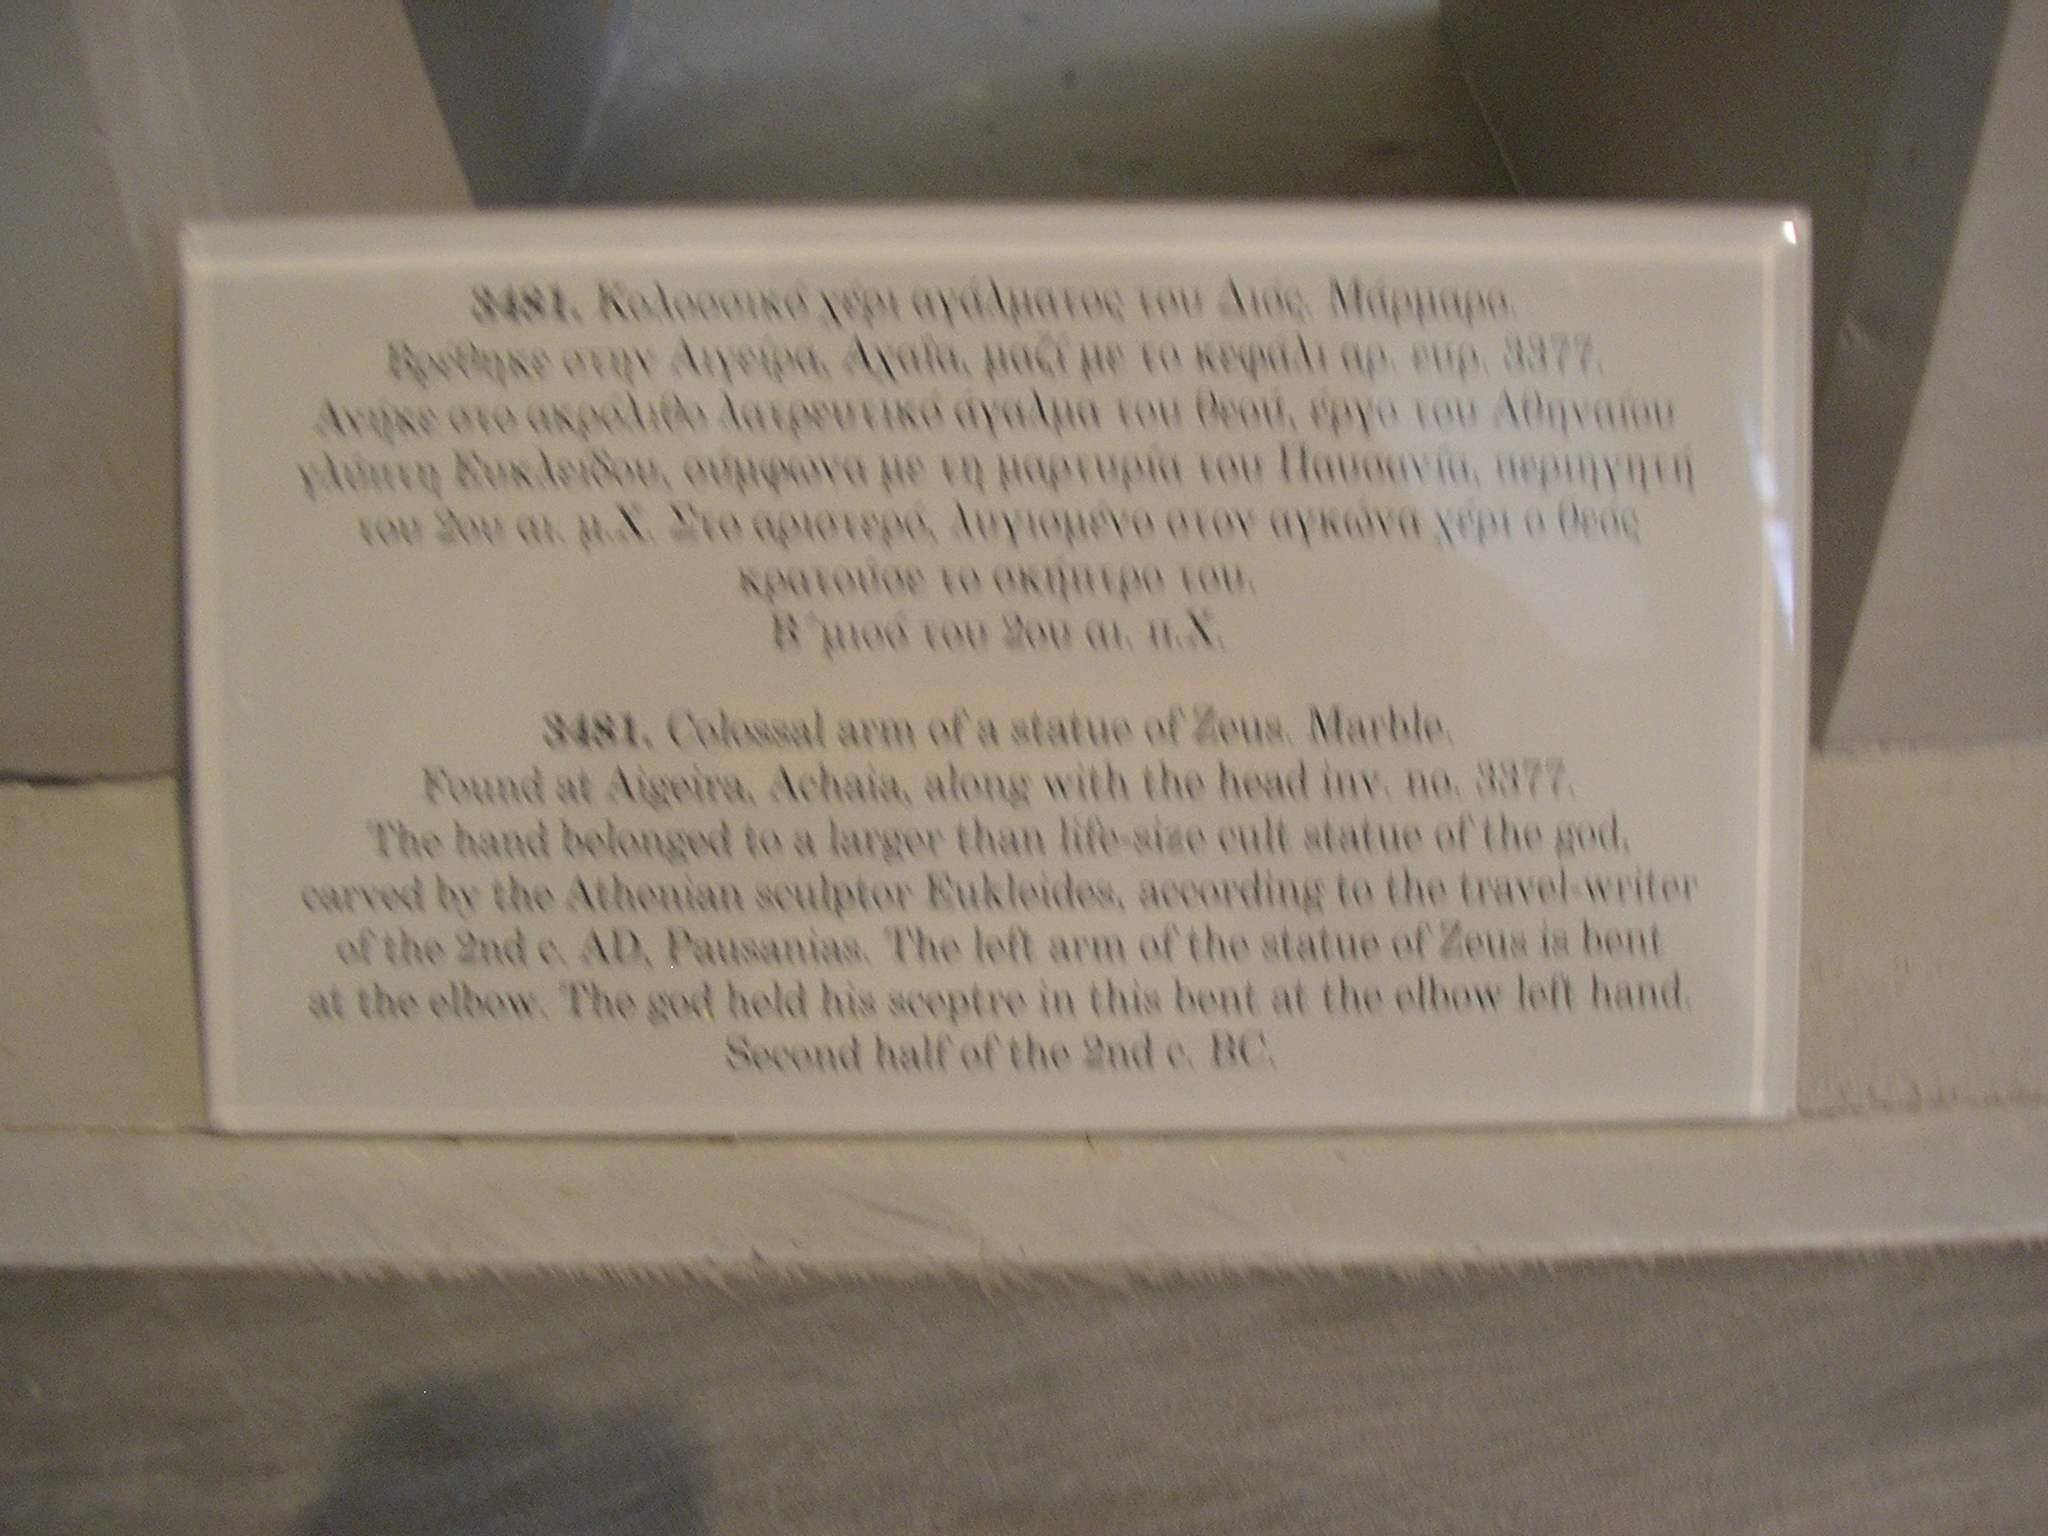 3481. Κολοσσικό χέρι αγάλματος του Διός. Μάρμαρο.
Βρέθηκε στην Αιγείρα, Αχαΐα, μαζί με το κεφάλι αρ. ευρ. 3377.
Ανήκε στο ακρόλιθο λατρευτικό άγαλμα του θεού, έργο του Αθηναίου
γλύπτη Ευκλείδου, σύμφωνα με τη μαρτυρία του Παυσανία, περιηγητή
του 2ου αι. μ.Χ. Στο αριστερό, λυγισμένο στον αγκώνα χέρι ο θεός
κρατούσε το σκήπτρο του.
Β΄ μισό του 2ου αι. π.Χ.
3481. Colossal arm of a statue of Zeus. Marble.
Found at Aigeira, Achaia, along with the head inv. no. 3377.
The hand belonged to a larger than life-size cult statue of the god,
carved by the Athenian sculptor Eukleides, according to the travel-writer
of the 2nd c. AD, Pausanias. The left arm of the statue of Zeus is bent
at the elbow. The god held his sceptre in this bent at the elbow left hand.
Second half of the 2nd c. BC.